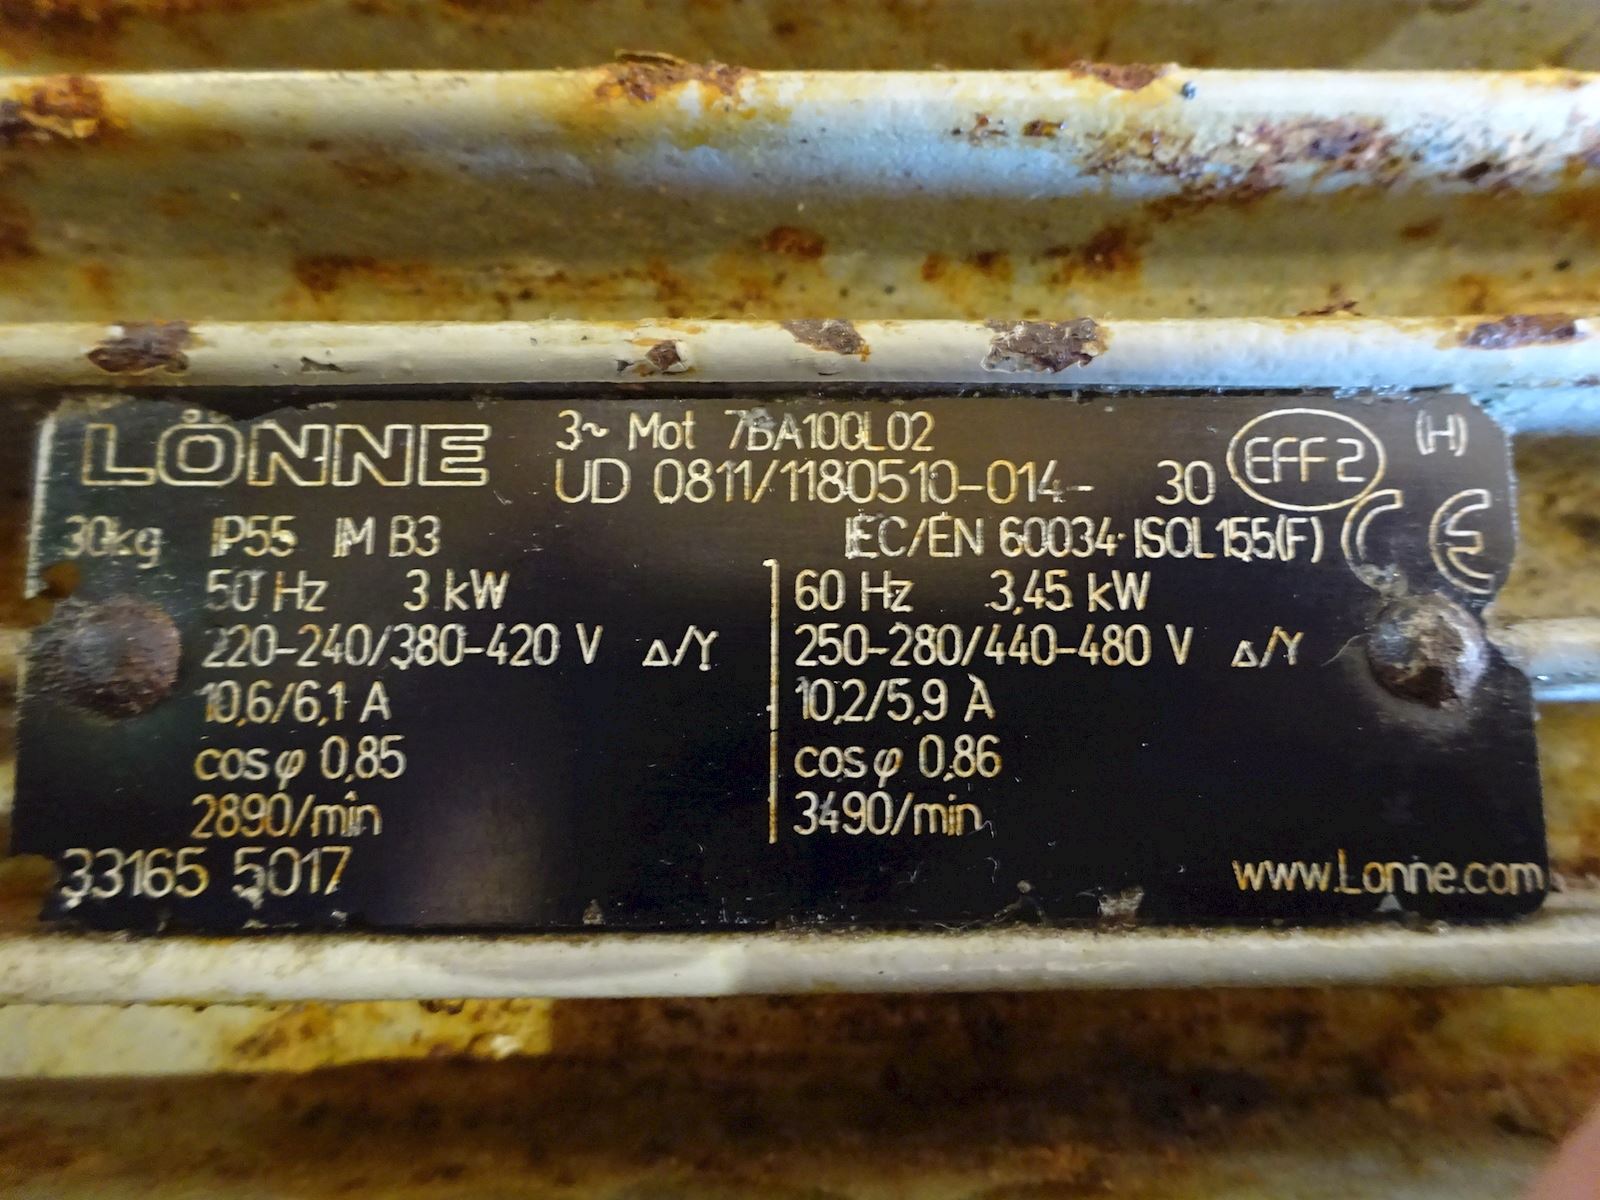 LÖNNE 3~ Mot 7BA100L02 EFF2 (H)
UD 0811/1180510-014- 30
30kg IP55 IM B3 IEC/EN 60034 ISOL 155(F) CE
50 Hz 3 kW
220-240/380-420 V Δ/Y
10,6/6,1 A
cosφ 0,85
2890/min
60 Hz 3,45 kW
250-280/440-480 V Δ/Y
10,2/5,9 A
cosφ 0,86
3490/min
33165 5017
www.Lonne.com